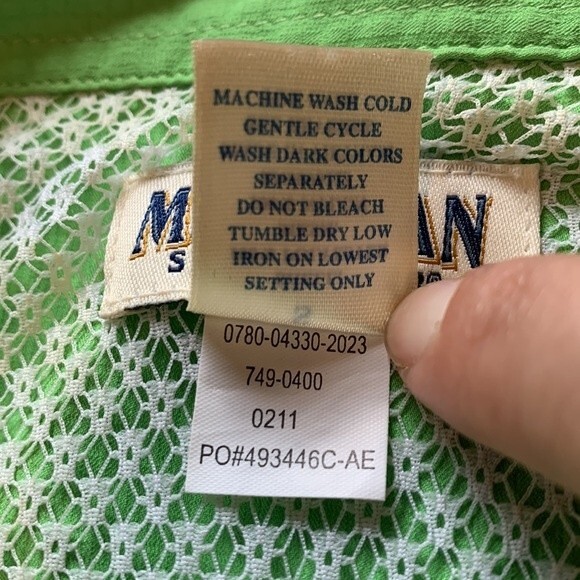 MACHINE WASH COLD
GENTLE CYCLE
WASH DARK COLORS
SEPARATELY
DO NOT BLEACH
TUMBLE DRY LOW
IRON ON LOWEST
SETTING ONLY
0780-04330-2023
749-0400
0211
PO#493446C-AE